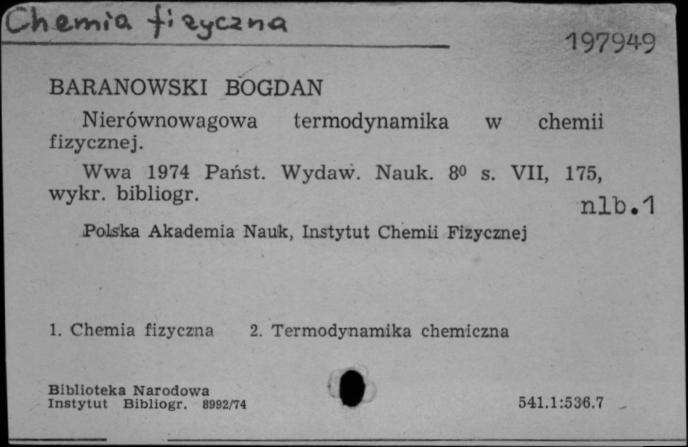 Chemia fizyczna
197949
BARANOWSKI BOGDAN
Nierównowagowa termodynamika w chemii
fizycznej.
Wwa 1974 Państ. Wydaw. Nauk. 8⁰ s. VII, 175,
wykr. bibliogr.
nlb.1
Polska Akademia Nauk, Instytut Chemii Fizycznej
1. Chemia fizyczna 2. Termodynamika chemiczna
Biblioteka Narodowa
Instytut Bibliogr. 8992/74
541.1:536.7